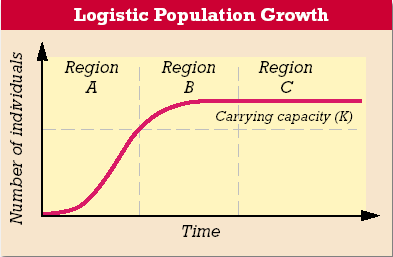 Logistic Population Growth
Number of individuals
Region
A
Region
B
Region
C
Carrying capacity (K)
Time